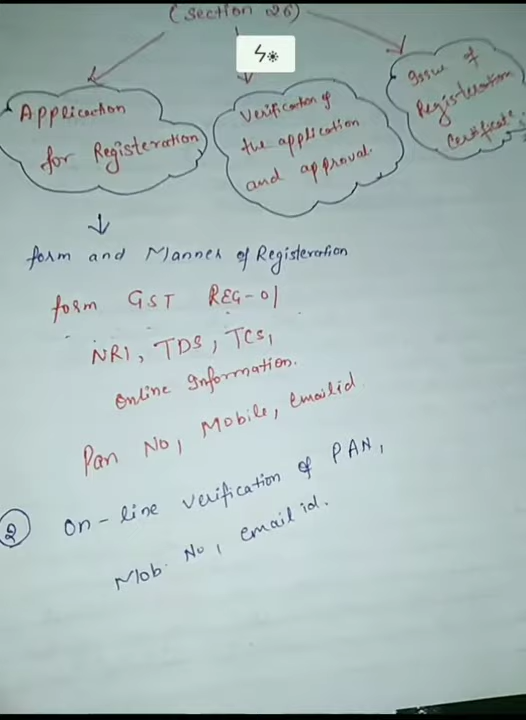 (Section 26)
Application
for Registeration
Verification of
the application
and approval.
Issue of
Registeration
Certificate
form and Manner of Registeration
form GST REG-01
NRI, TDS, TCS,
Online Information.
Pan No, Mobile, Emailid.
2 On-line Verification of PAN,
Mob. No, email id.